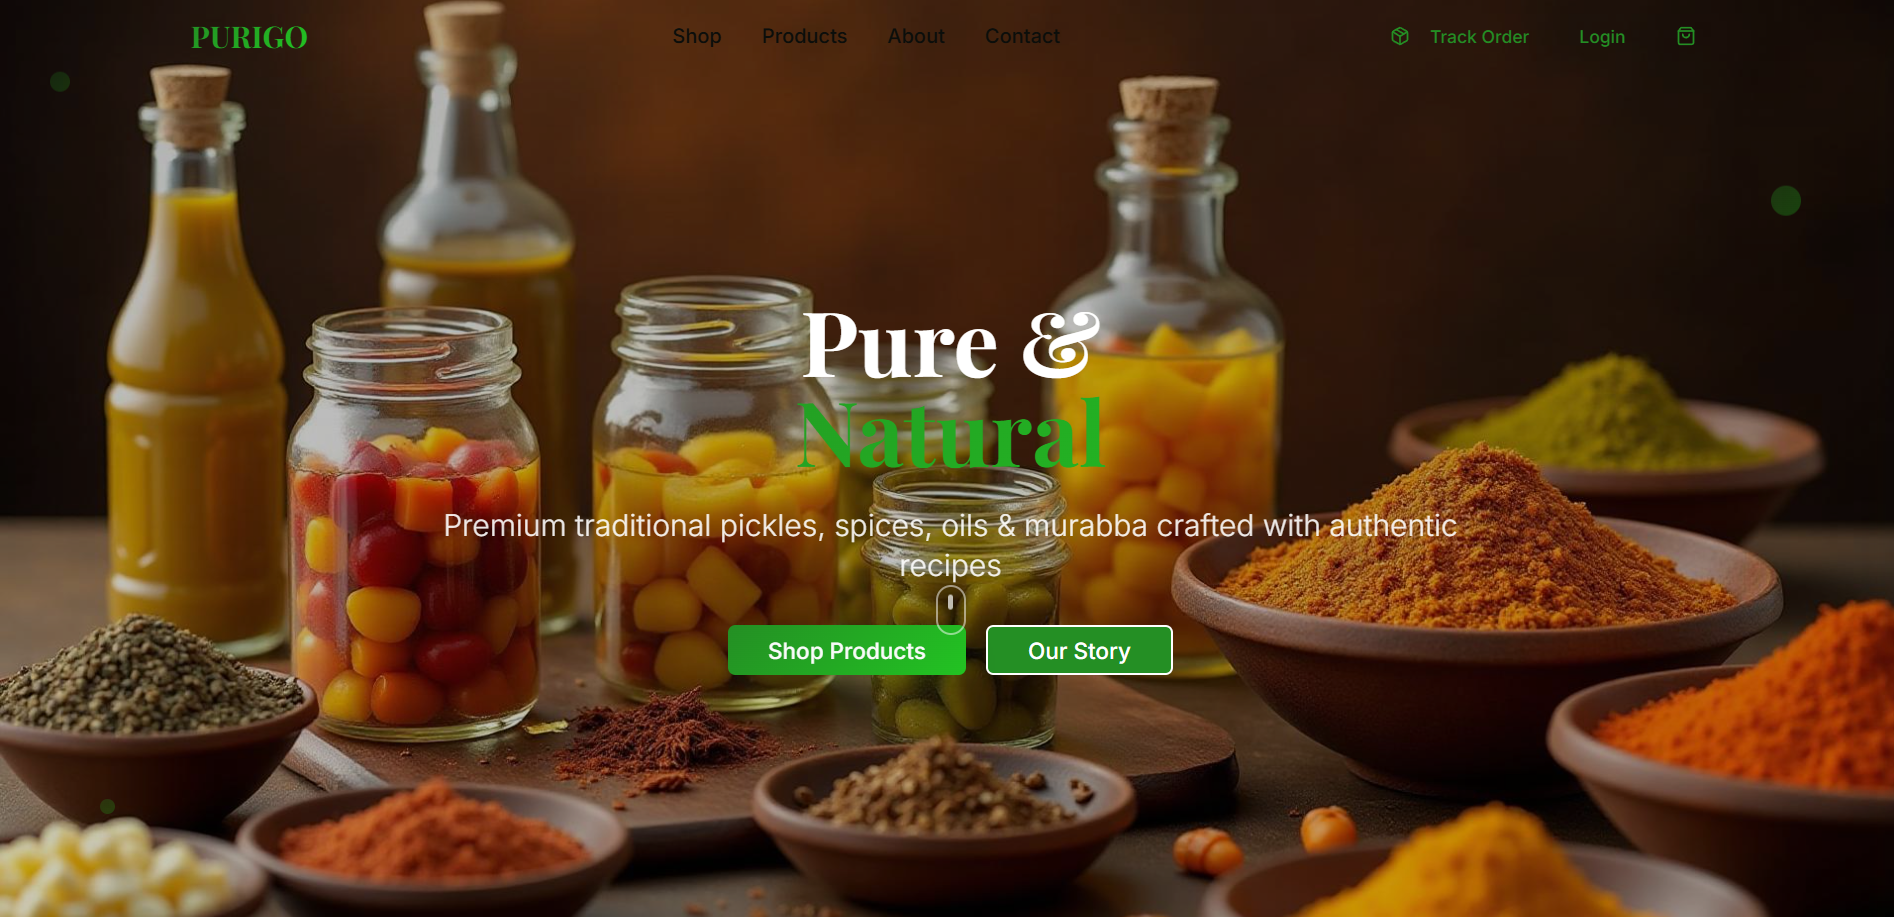 PURIGO
Shop Products About Contact
Track Order Login
Pure &
Natural
Premium traditional pickles, spices, oils & murabba crafted with authentic
recipes
Shop Products Our Story